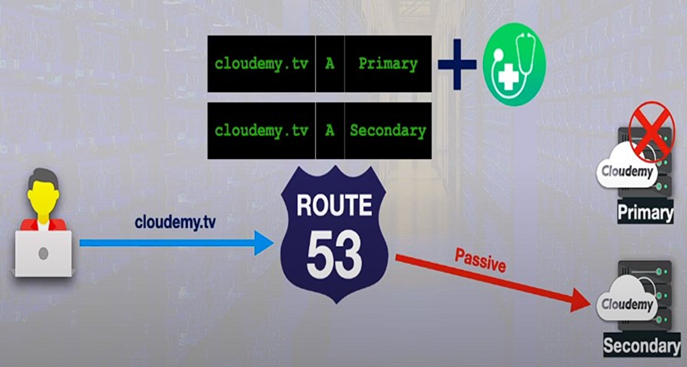 cloudemy.tv A Primary
cloudemy.tv A Secondary
cloudemy.tv
ROUTE
53
Passive
Cloudemy
Primary
Cloudemy
Secondary